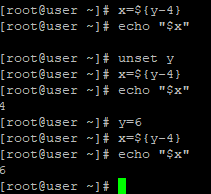 [root@user ~]# x=${y-4}
[root@user ~]# echo "$x"

[root@user ~]# unset y
[root@user ~]# x=${y-4}
[root@user ~]# echo "$x"
4
[root@user ~]# y=6
[root@user ~]# x=${y-4}
[root@user ~]# echo "$x"
6
[root@user ~]#